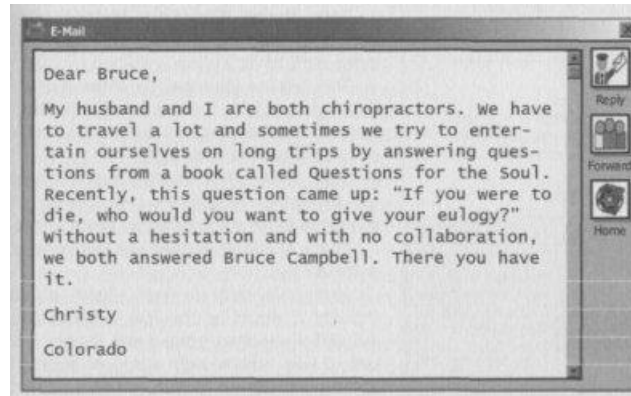 E-Mail
Dear Bruce,
My husband and I are both chiropractors. We have
to travel a lot and sometimes we try to enter-
tain ourselves on long trips by answering ques-
tions from a book called Questions for the Soul.
Recently, this question came up: “If you were to
die, who would you want to give your eulogy?”
Without a hesitation and with no collaboration,
we both answered Bruce Campbell. There you have
it.
Christy
Colorado
Reply
Forward
Home